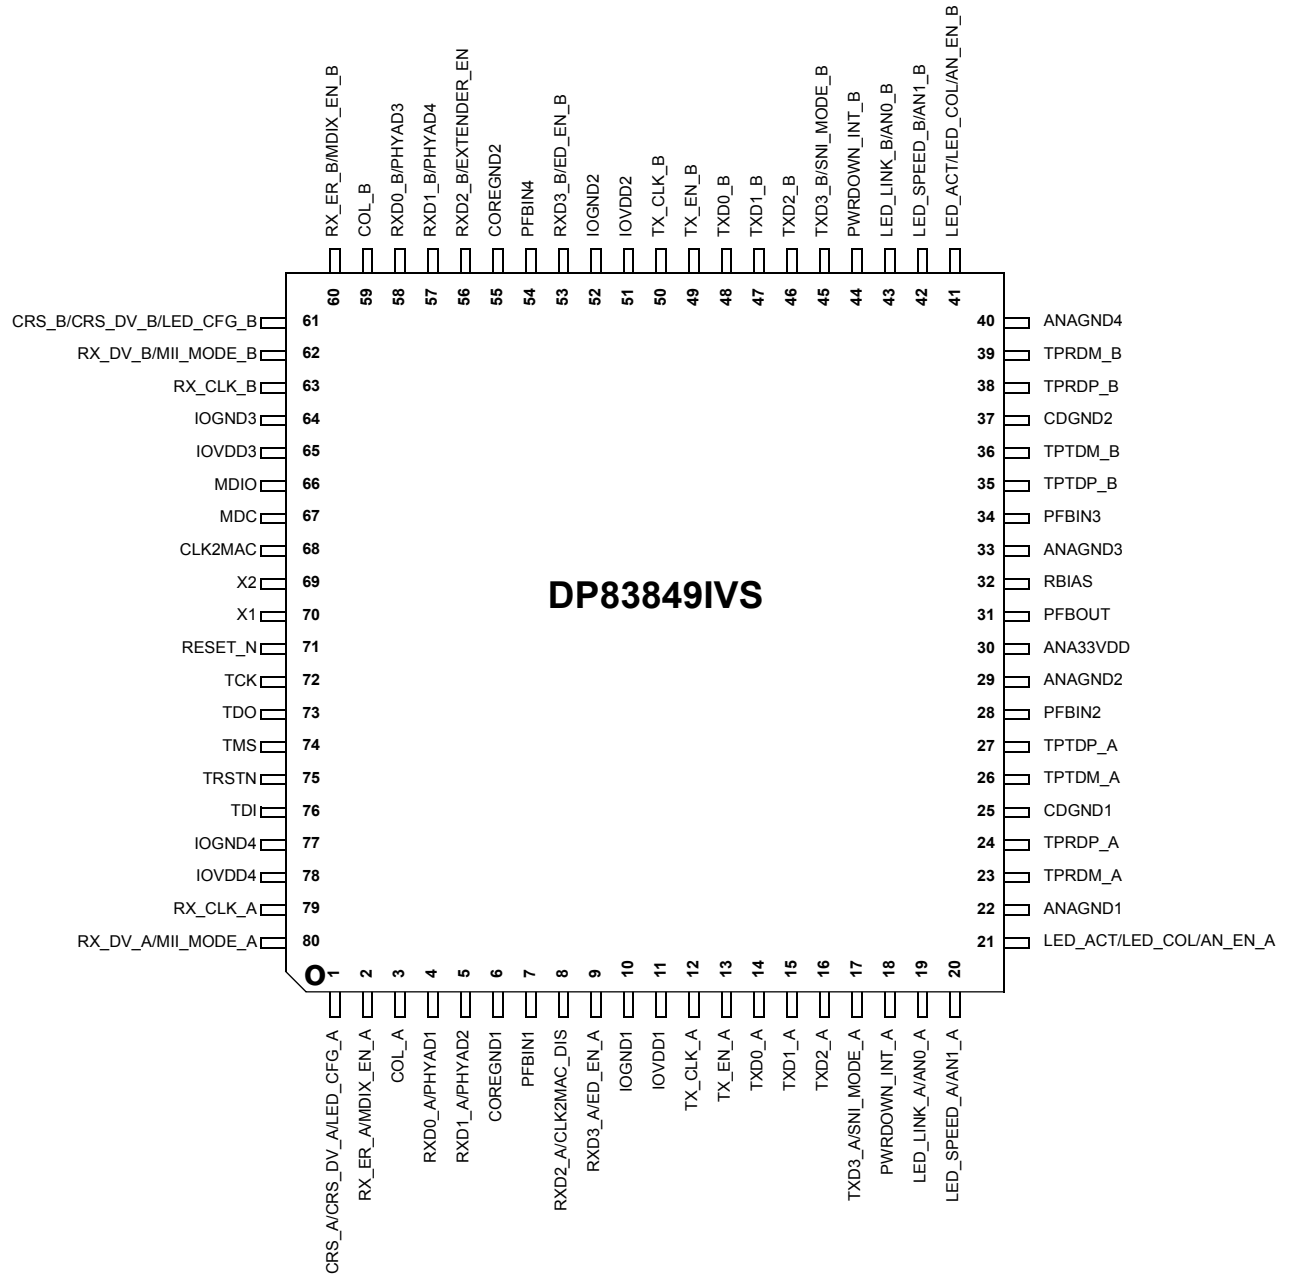 RX_ER_B/MDIX_EN_B
COL_B
RXD0_B/PHYAD3
RXD1_B/PHYAD4
RXD2_B/EXTENDER_EN
COREGND2
PFBIN4
RXD3_B/ED_EN_B
IOGND2
IOVDD2
TX_CLK_B
TX_EN_B
TXD0_B
TXD1_B
TXD2_B
TXD3_B/SNI_MODE_B
PWRDOWN_INT_B
LED_LINK_B/AN0_B
LED_SPEED_B/AN1_B
LED_ACT/LED_COL/AN_EN_B
60 59 58 57 56 55 54 53 52 51 50 49 48 47 46 45 44 43 42 41
CRS_B/CRS_DV_B/LED_CFG_B 61
RX_DV_B/MII_MODE_B 62
RX_CLK_B 63
IOGND3 64
IOVDD3 65
MDIO 66
MDC 67
CLK2MAC 68
X2 69
X1 70
RESET_N 71
TCK 72
TDO 73
TMS 74
TRSTN 75
TDI 76
IOGND4 77
IOVDD4 78
RX_CLK_A 79
RX_DV_A/MII_MODE_A 80
DP83849IVS
40 ANAGND4
39 TPRDM_B
38 TPRDP_B
37 CDGND2
36 TPTDM_B
35 TPTDP_B
34 PFBIN3
33 ANAGND3
32 RBIAS
31 PFBOUT
30 ANA33VDD
29 ANAGND2
28 PFBIN2
27 TPTDP_A
26 TPTDM_A
25 CDGND1
24 TPRDP_A
23 TPRDM_A
22 ANAGND1
21 LED_ACT/LED_COL/AN_EN_A
1 2 3 4 5 6 7 8 9 10 11 12 13 14 15 16 17 18 19 20
CRS_A/CRS_DV_A/LED_CFG_A
RX_ER_A/MDIX_EN_A
COL_A
RXD0_A/PHYAD1
RXD1_A/PHYAD2
COREGND1
PFBIN1
RXD2_A/CLK2MAC_DIS
RXD3_A/ED_EN_A
IOGND1
IOVDD1
TX_CLK_A
TX_EN_A
TXD0_A
TXD1_A
TXD2_A
TXD3_A/SNI_MODE_A
PWRDOWN_INT_A
LED_LINK_A/AN0_A
LED_SPEED_A/AN1_A